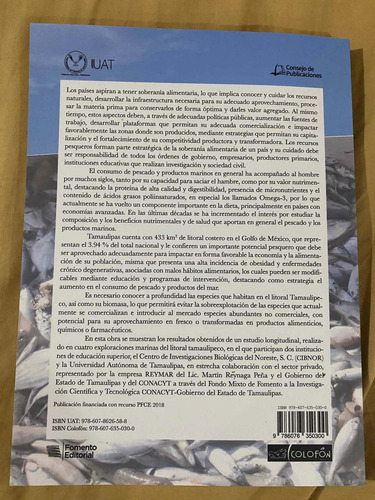 UAT
Consejo de
Publicaciones
Los países aspiran a tener soberanía alimentaria, lo que implica conocer y cuidar los recursos
naturales, desarrollar la infraestructura necesaria para su adecuado aprovechamiento, proce-
sar la materia prima para conservarlos de forma óptima y darles valor agregado. Al mismo
tiempo, estos aspectos deben, a través de adecuadas políticas públicas, aumentar las fuentes de
trabajo, desarrollar plataformas que permitan su adecuada comercialización e impactar
favorablemente las zonas donde son producidos, mediante estrategias que permitan su capita-
lización y el fortalecimiento de su competitividad productora y transformadora. Los recursos
pesqueros forman parte estratégica de la soberanía alimentaria de un país y su cuidado debe
ser responsabilidad de todos los órdenes de gobierno, empresarios, productores primarios,
instituciones educativas que realizan investigación y sociedad civil.
El consumo de pescado y productos marinos en general ha acompañado al hombre
por muchos siglos, tanto por su capacidad para saciar el hambre, como por su valor nutrimen-
tal, destacando la proteína de alta calidad y digestibilidad, presencia de micronutrientes y el
contenido de ácidos grasos poliinsaturados, en especial los llamados Omega-3, por lo que
actualmente se ha vuelto un componente importante en la dieta, principalmente en países con
economías avanzadas. En las últimas décadas se ha incrementado el interés por estudiar la
composición y los beneficios nutrimentales y de salud que aportan en general el pescado y los
productos marinos.
Tamaulipas cuenta con 433 km² de litoral costero en el Golfo de México, que repre-
sentan el 3.94 % del total nacional y le confieren un importante potencial pesquero que debe
ser aprovechado adecuadamente para impactar en forma favorable la economía y la alimenta-
ción de su población, misma que presenta una alta incidencia de obesidad y enfermedades
crónico degenerativas, asociadas con malos hábitos alimentarios, los cuales pueden ser modifi-
cables mediante educación y programas de intervención, destacando como estrategia el
aumento en el consumo de pescado y productos del mar.
Es necesario conocer a profundidad las especies que habitan en el litoral Tamaulipe-
co, así como su biomasa, lo que permitirá evitar la sobreexplotación de las especies que actual-
mente se comercializan e introducir al mercado especies abundantes no comerciales, con
potencial para su aprovechamiento en fresco o transformadas en productos alimenticios,
químicos o farmacéuticos.
En esta obra se muestran los resultados obtenidos de un estudio longitudinal, realiza-
do en cuatro exploraciones marinas del litoral tamaulipeco, en el que participan dos institucio-
nes de educación superior, el Centro de Investigaciones Biológicas del Noreste, S. C. (CIBNOR)
y la Universidad Autónoma de Tamaulipas, en estrecha colaboración con el sector privado,
representado por la empresa REYMAR del Lic. Martín Reynaga Peña y el Gobierno del
Estado de Tamaulipas y del CONACYT a través del Fondo Mixto de Fomento a la Investiga-
ción Científica y Tecnológica CONACYT-Gobierno del Estado de Tamaulipas.
Publicación financiada con recurso PFCE 2018
ISBN UAT: 978-607-8626-58-8
ISBN Colofón: 978-607-635-030-0
ISBN: 978-607-635-030-0
9 786076 350300
Fomento
Editorial
COLOFÓN